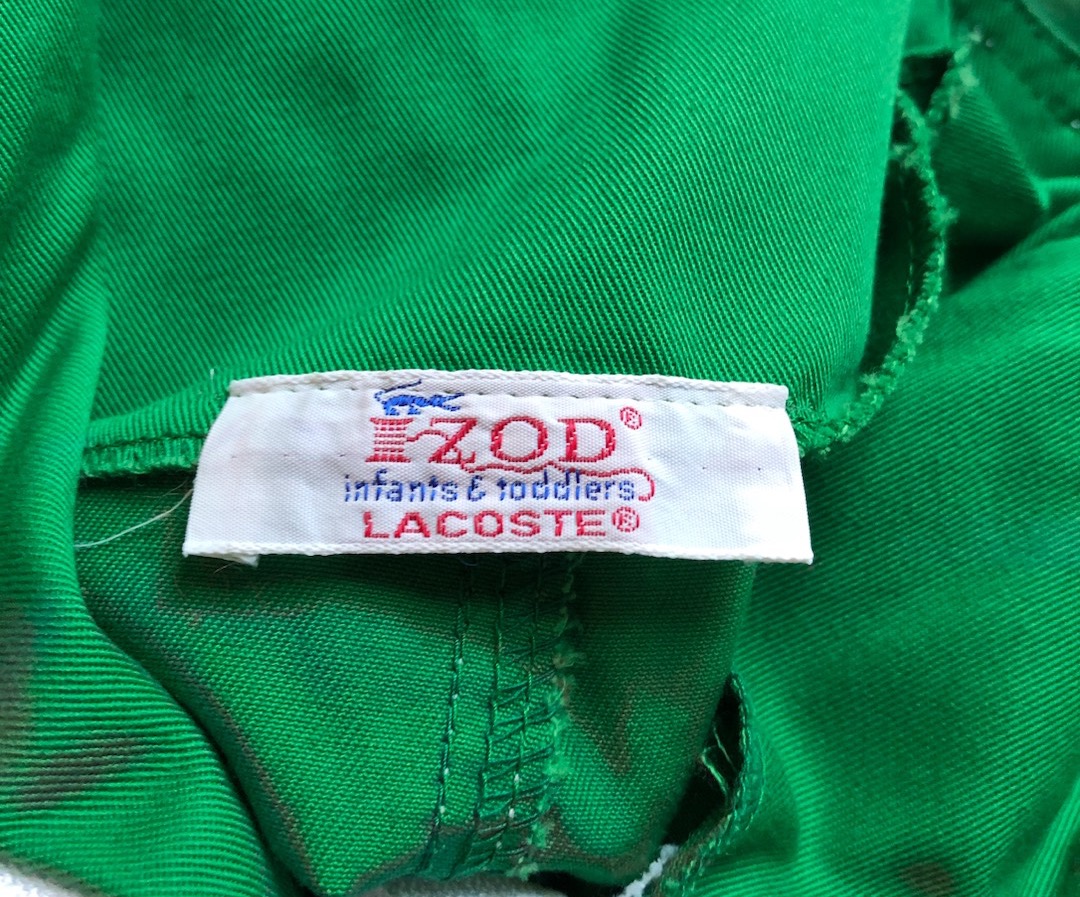 IZOD®
infants & toddlers
LACOSTE®